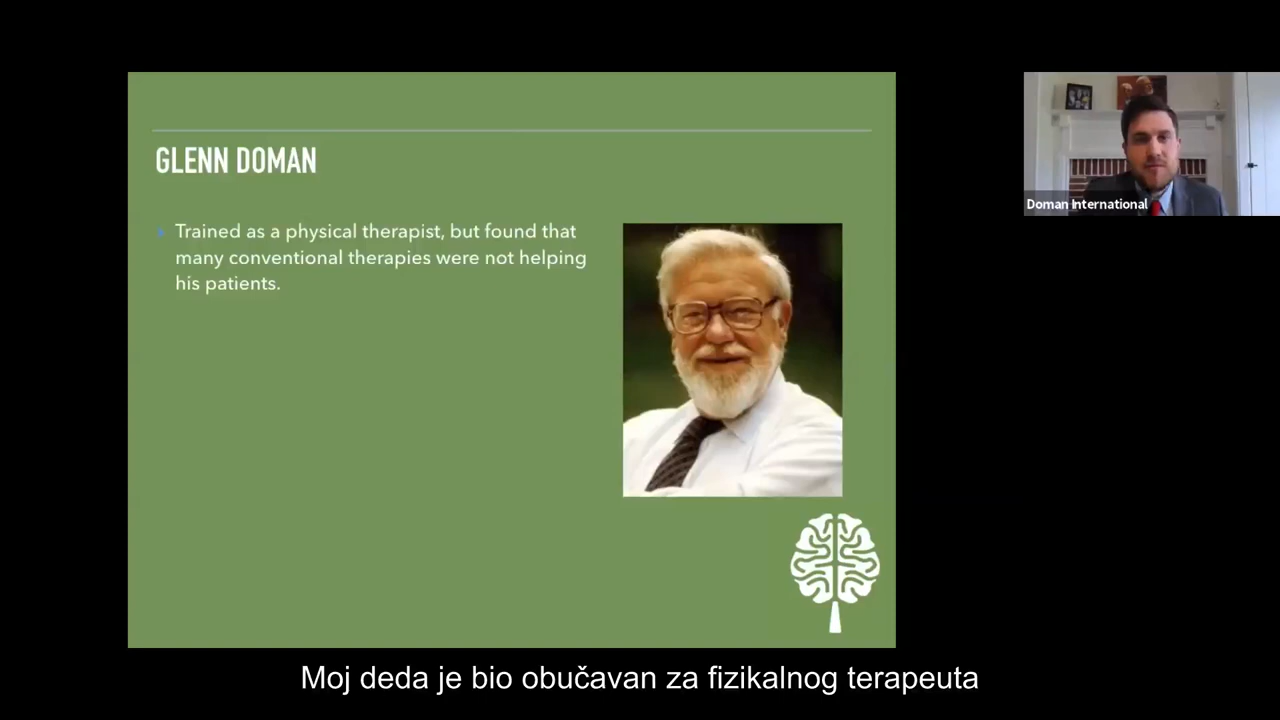 GLENN DOMAN
Trained as a physical therapist, but found that
many conventional therapies were not helping
his patients.
Doman International
Moj deda je bio obučavan za fizikalnog terapeuta